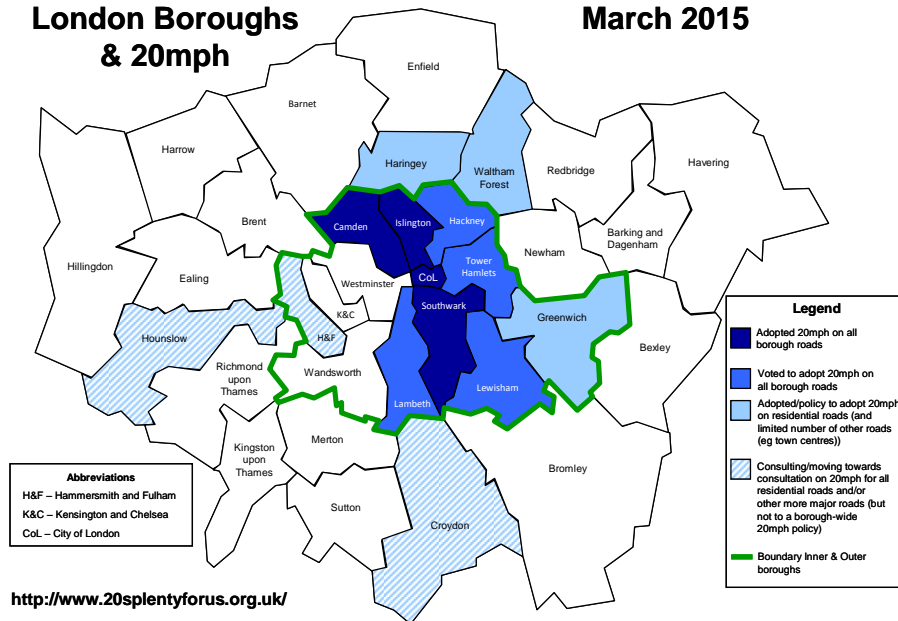 London Boroughs
& 20mph
March 2015
Enfield
Barnet
Harrow
Haringey
Waltham
Forest
Redbridge
Havering
Brent
Camden
Islington
Hackney
Barking and
Dagenham
Newham
Hillingdon
Ealing
Tower
Hamlets
CoL
Westminster
K&C
Southwark
Greenwich
H&F
Hounslow
Bexley
Richmond
upon
Thames
Wandsworth
Lambeth
Lewisham
Merton
Kingston
upon
Thames
Sutton
Croydon
Bromley
Legend
Adopted 20mph on all
borough roads
Voted to adopt 20mph on
all borough roads
Adopted/policy to adopt 20mph
on residential roads (and
limited number of other roads
(eg town centres))
Consulting/moving towards
consultation on 20mph for all
residential roads and/or
other more major roads (but
not to a borough-wide
20mph policy)
Boundary Inner & Outer
boroughs
Abbreviations
H&F – Hammersmith and Fulham
K&C – Kensington and Chelsea
CoL – City of London
http://www.20splentyforus.org.uk/